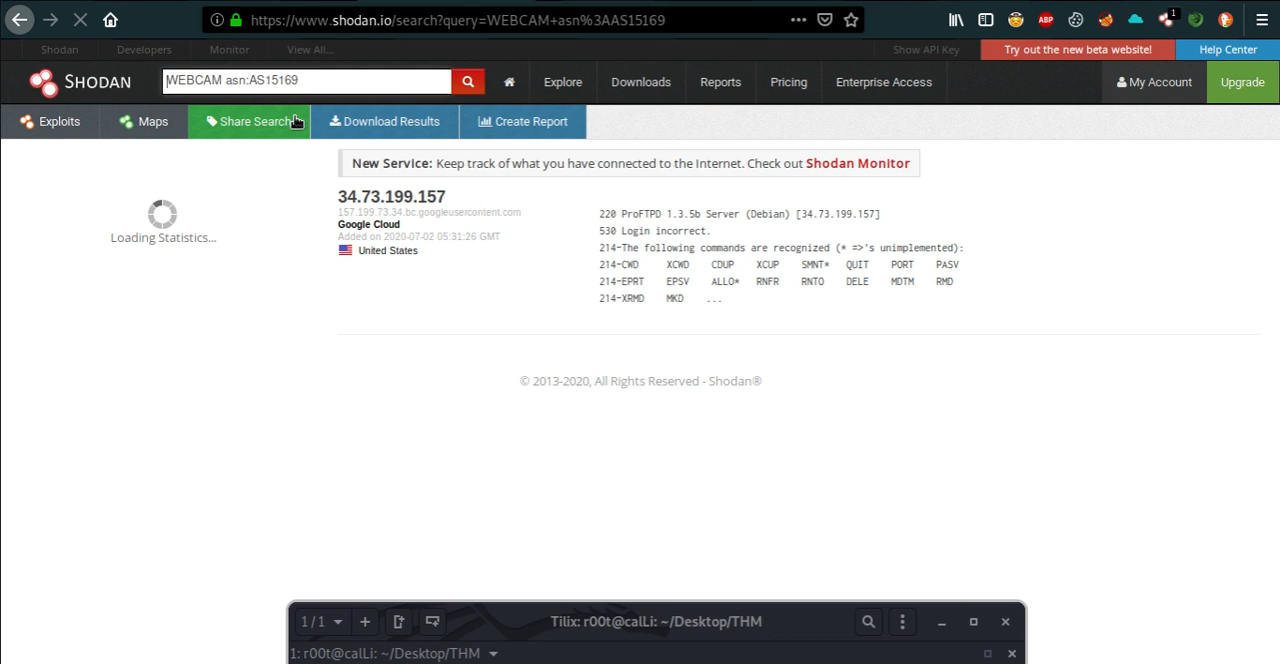 https://www.shodan.io/search?query=WEBCAM+asn%3AAS15169
ABP
1
Shodan Developers Monitor View All... Show API Key Try out the new beta website! Help Center
SHODAN WEBCAM asn:AS15169 Explore Downloads Reports Pricing Enterprise Access My Account Upgrade
Exploits Maps Share Search Download Results Create Report
New Service: Keep track of what you have connected to the Internet. Check out Shodan Monitor
Loading Statistics...
34.73.199.157
157.199.73.34.bc.googleusercontent.com
Google Cloud
Added on 2020-07-02 05:31:26 GMT
United States
220 ProFTPD 1.3.5b Server (Debian) [34.73.199.157]
530 Login incorrect.
214-The following commands are recognized (* =>'s unimplemented):
214-CWD XCWD CDUP XCUP SMNT* QUIT PORT PASV
214-EPRT EPSV ALLO* RNFR RNTO DELE MDTM RMD
214-XRMD MKD ...
© 2013-2020, All Rights Reserved - Shodan®
1 / 1 Tilix: r00t@calLi: ~/Desktop/THM
1: r00t@calLi: ~/Desktop/THM